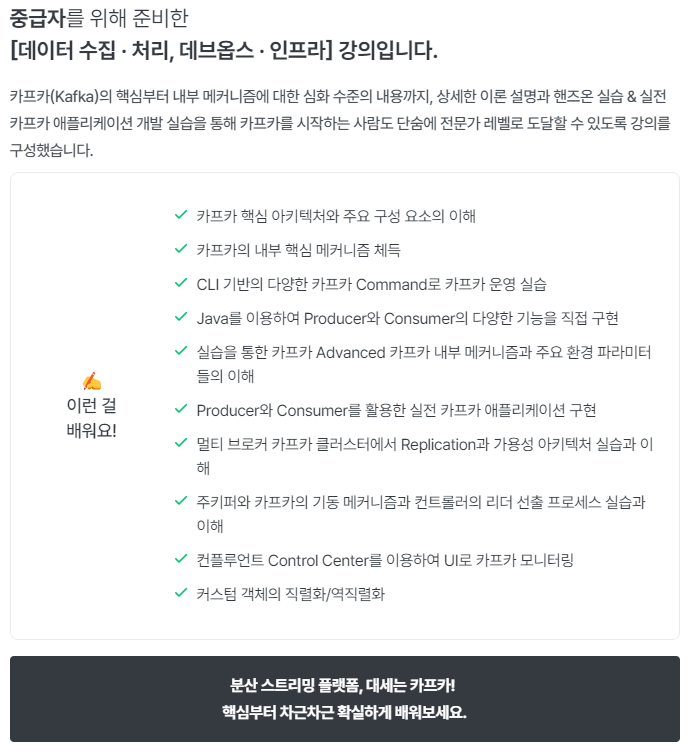 중급자를 위해 준비한
[데이터 수집 · 처리, 데브옵스 · 인프라] 강의입니다.
카프카(Kafka)의 핵심부터 내부 메커니즘에 대한 심화 수준의 내용까지, 상세한 이론 설명과 핸즈온 실습 & 실전
카프카 애플리케이션 개발 실습을 통해 카프카를 시작하는 사람도 단숨에 전문가 레벨로 도달할 수 있도록 강의를
구성했습니다.
✍️
이런 걸
배워요!
카프카 핵심 아키텍처와 주요 구성 요소의 이해
카프카의 내부 핵심 메커니즘 체득
CLI 기반의 다양한 카프카 Command로 카프카 운영 실습
Java를 이용하여 Producer와 Consumer의 다양한 기능을 직접 구현
실습을 통한 카프카 Advanced 카프카 내부 메커니즘과 주요 환경 파라미터
들의 이해
Producer와 Consumer를 활용한 실전 카프카 애플리케이션 구현
멀티 브로커 카프카 클러스터에서 Replication과 가용성 아키텍처 실습과 이
해
주키퍼와 카프카의 기동 메커니즘과 컨트롤러의 리더 선출 프로세스 실습과
이해
컨플루언트 Control Center를 이용하여 UI로 카프카 모니터링
커스텀 객체의 직렬화/역직렬화
분산 스트리밍 플랫폼, 대세는 카프카!
핵심부터 차근차근 확실하게 배워보세요.